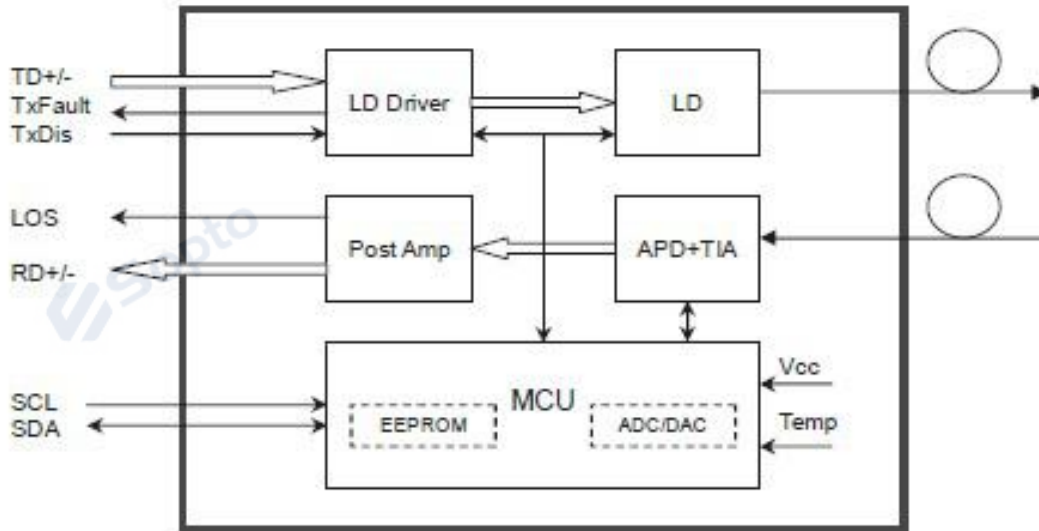 TD+/-
TxFault
TxDis
LD Driver
LD
LOS
RD+/-
Post Amp
APD+TIA
Sopto
SCL
SDA
MCU
EEPROM
ADC/DAC
Vcc
Temp